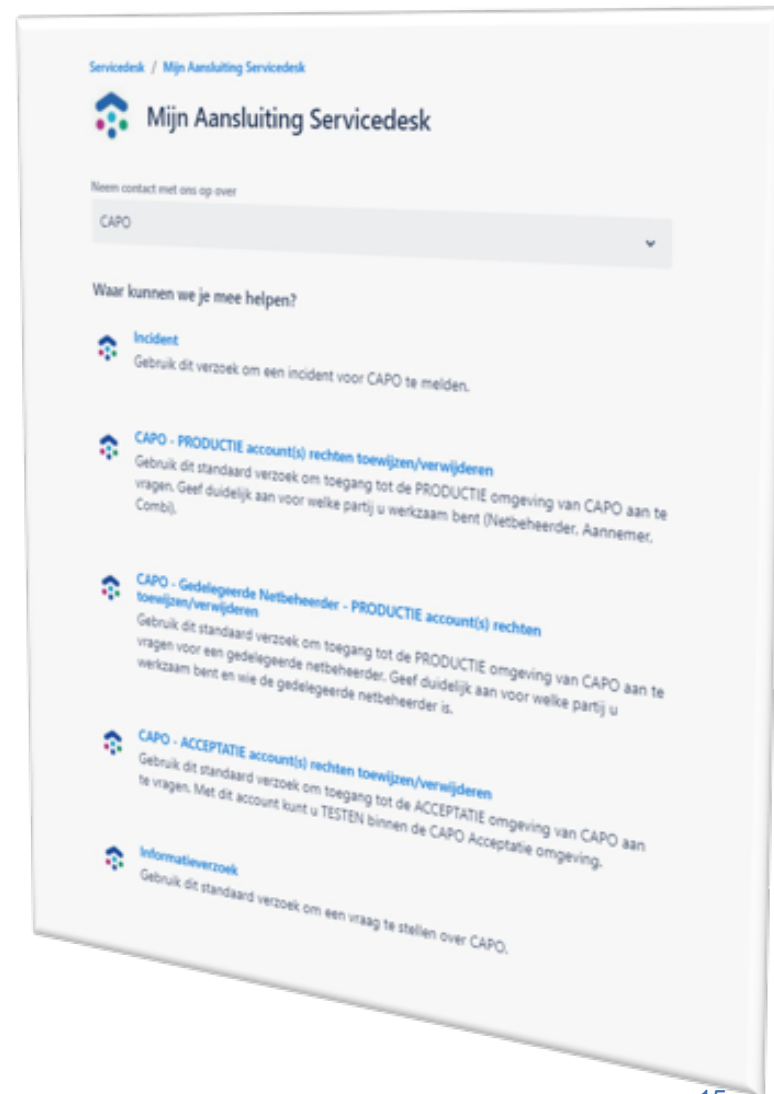 Servicedesk / Mijn Aansluiting Servicedesk
Mijn Aansluiting Servicedesk
Neem contact met ons op over
CAPO
Waar kunnen we je mee helpen?
Incident
Gebruik dit verzoek om een incident voor CAPO te melden.
CAPO - PRODUCTIE account(s) rechten toewijzen/verwijderen
Gebruik dit standaard verzoek om toegang tot de PRODUCTIE omgeving van CAPO aan te
vragen. Geef duidelijk aan voor welke partij u werkzaam bent (Netbeheerder, Aannemer,
Combi).
CAPO - Gedelegeerde Netbeheerder - PRODUCTIE account(s) rechten
toewijzen/verwijderen
Gebruik dit standaard verzoek om toegang tot de PRODUCTIE omgeving van CAPO aan te
vragen voor een gedelegeerde netbeheerder. Geef duidelijk aan voor welke partij u
werkzaam bent en wie de gedelegeerde netbeheerder is.
CAPO - ACCEPTATIE account(s) rechten toewijzen/verwijderen
Gebruik dit standaard verzoek om toegang tot de ACCEPTATIE omgeving van CAPO aan
te vragen. Met dit account kunt u TESTEN binnen de CAPO Acceptatie omgeving.
Informatieverzoek
Gebruik dit standaard verzoek om een vraag te stellen over CAPO.